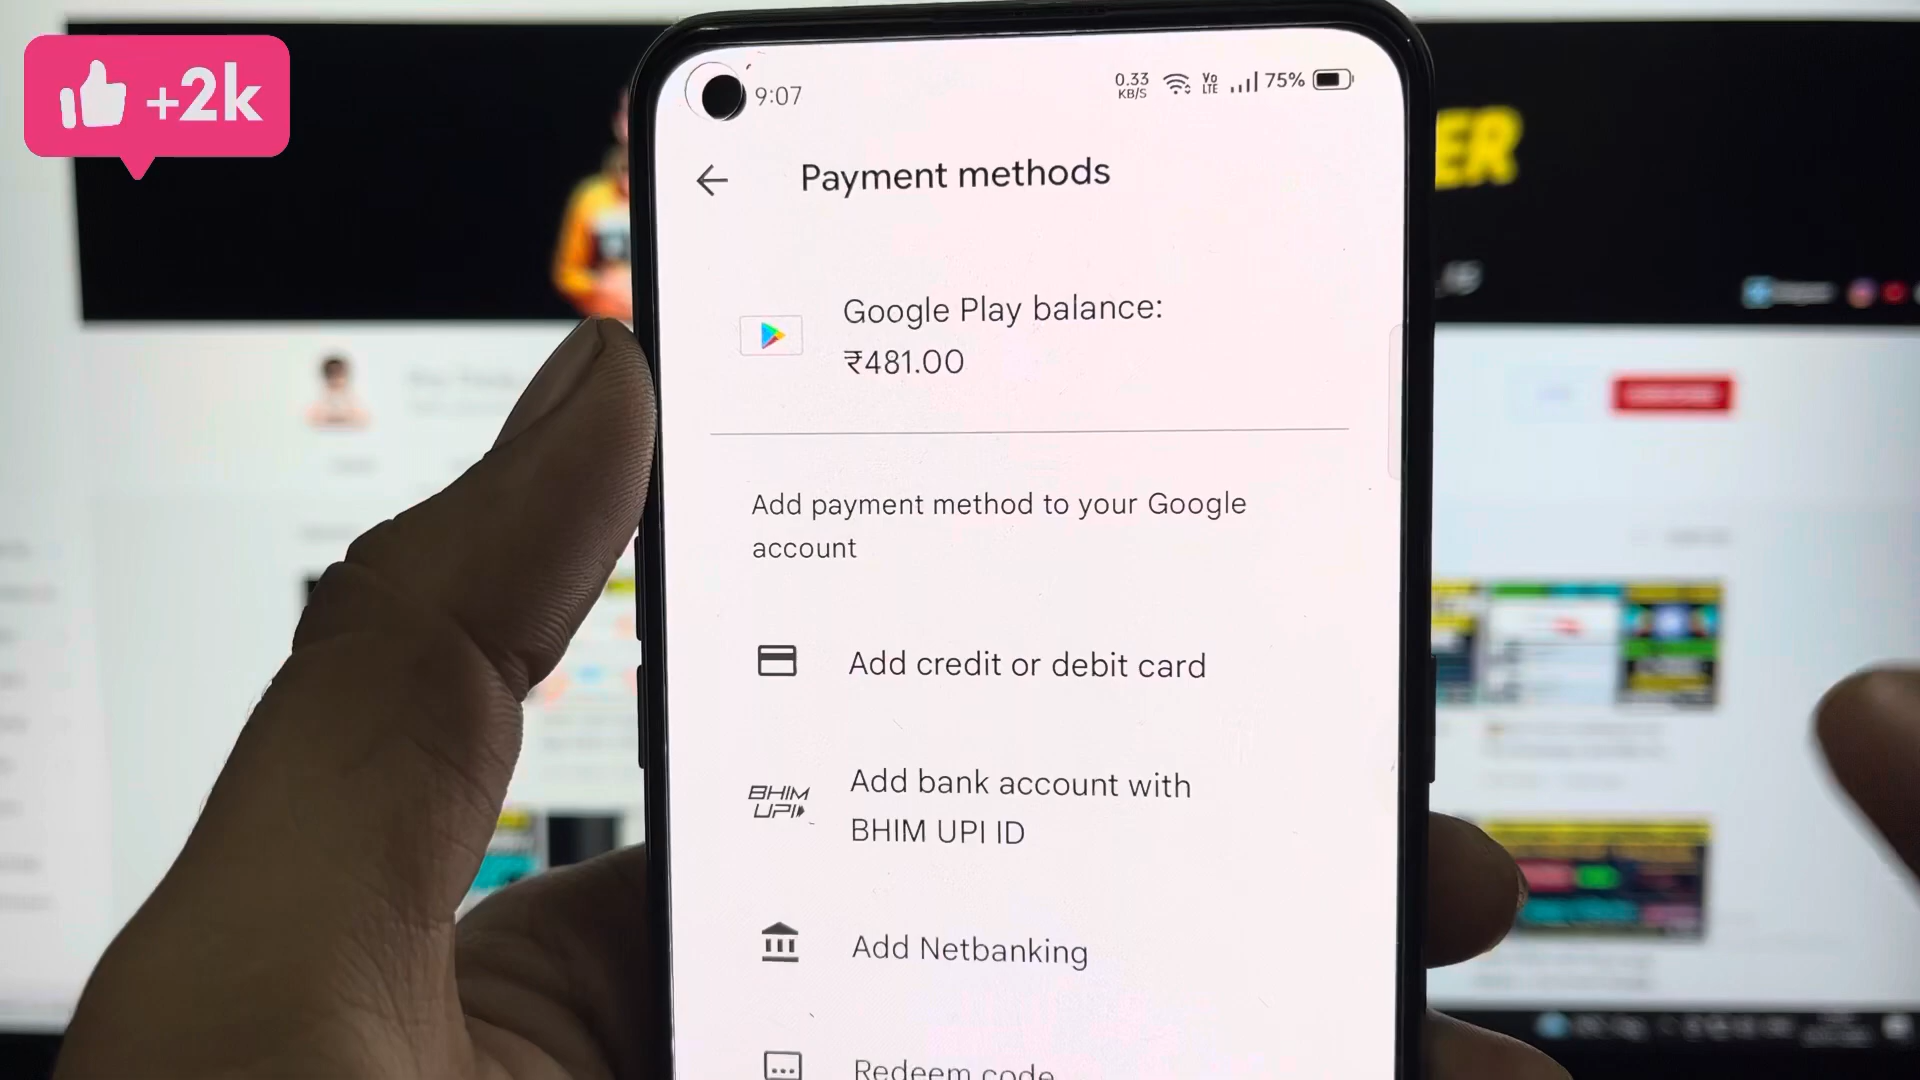 +2k
9:07
0.33
KB/S
Vo
LTE
75%
ER
Payment methods
Google Play balance:
₹481.00
Add payment method to your Google
account
Add credit or debit card
BHIM
UPI
Add bank account with
BHIM UPI ID
Add Netbanking
Redeem code